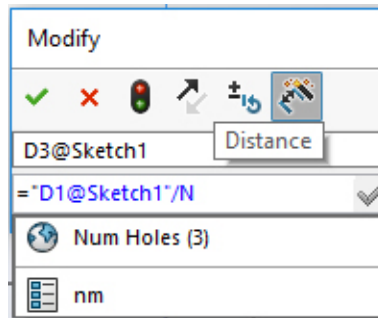 Modify
D3@Sketch1
Distance
="D1@Sketch1"/N
Num Holes (3)
nm